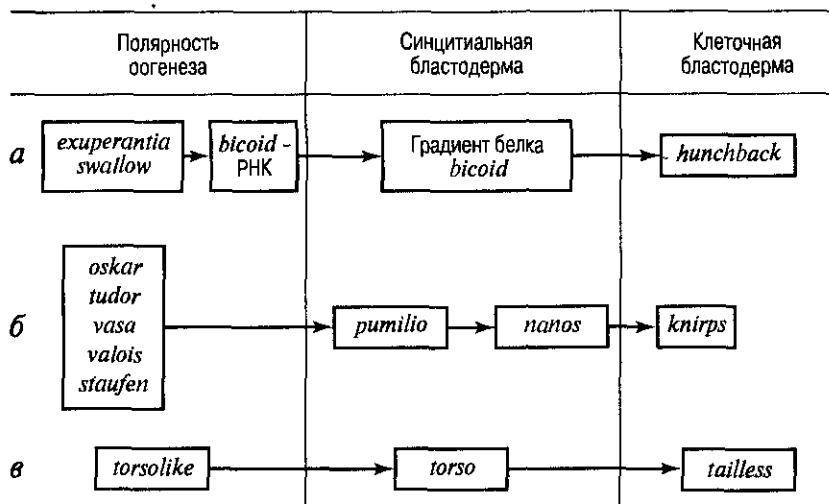 Полярность
оогенеза
Синцитиальная
бластодерма
Клеточная
бластодерма
а
exuperantia
swallow
bicoid -
РНК
Градиент белка
bicoid
hunchback
б
oskar
tudor
vasa
valois
staufen
pumilio
nanos
knirps
в
torsolike
torso
tailless